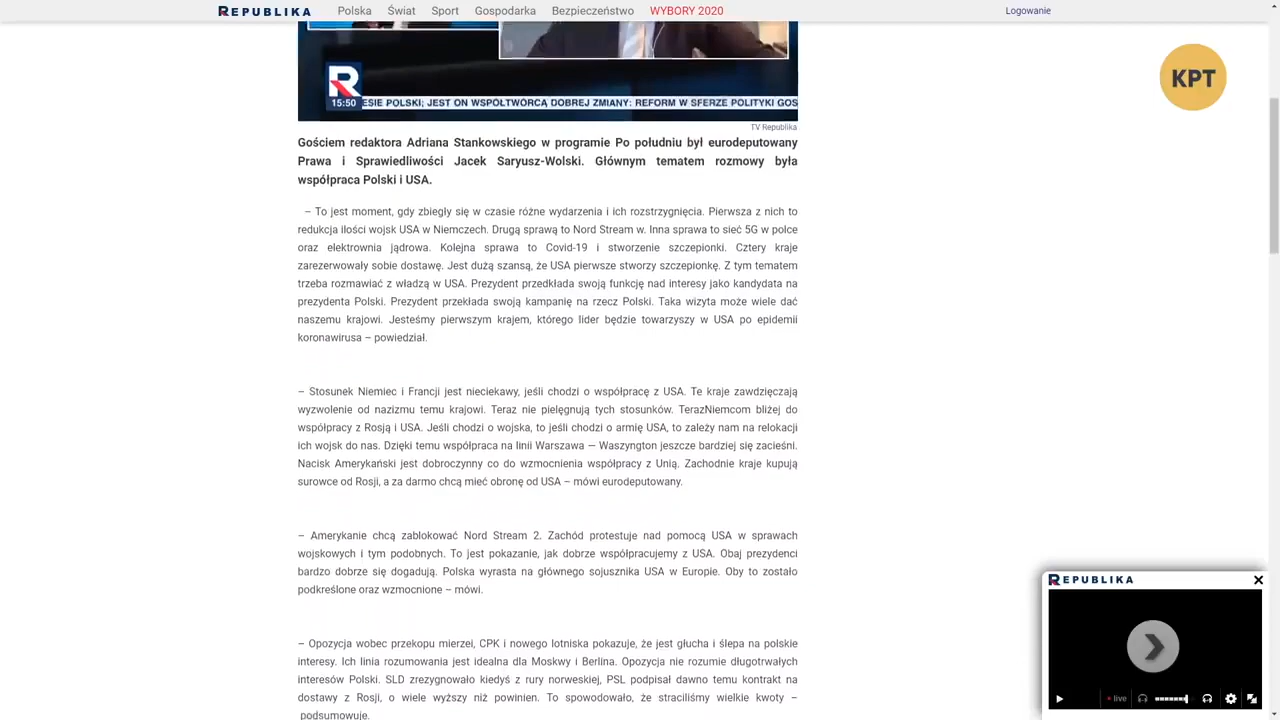 REPUBLIKA Polska Świat Sport Gospodarka Bezpieczeństwo WYBORY 2020 Logowanie
KPT
R
15:50 ESIE POLSKI; JEST ON WSPÓŁTWÓRCĄ DOBREJ ZMIANY: REFORM W SFERZE POLITYKI GOS
TV Republika
Gościem redaktora Adriana Stankowskiego w programie Po południu był eurodeputowany
Prawa i Sprawiedliwości Jacek Saryusz-Wolski. Głównym tematem rozmowy była
współpraca Polski i USA.
– To jest moment, gdy zbiegły się w czasie różne wydarzenia i ich rozstrzygnięcia. Pierwsza z nich to
redukcja ilości wojsk USA w Niemczech. Drugą sprawą to Nord Stream w. Inna sprawa to sieć 5G w polce
oraz elektrownia jądrowa. Kolejna sprawa to Covid-19 i stworzenie szczepionki. Cztery kraje
zarezerwowały sobie dostawę. Jest dużą szansą, że USA pierwsze stworzy szczepionkę. Z tym tematem
trzeba rozmawiać z władzą w USA. Prezydent przedkłada swoją funkcję nad interesy jako kandydata na
prezydenta Polski. Prezydent przekłada swoją kampanię na rzecz Polski. Taka wizyta może wiele dać
naszemu krajowi. Jesteśmy pierwszym krajem, którego lider będzie towarzyszy w USA po epidemii
koronawirusa – powiedział.
– Stosunek Niemiec i Francji jest nieciekawy, jeśli chodzi o współpracę z USA. Te kraje zawdzięczają
wyzwolenie od nazizmu temu krajowi. Teraz nie pielęgnują tych stosunków. TerazNiemcom bliżej do
współpracy z Rosją i USA. Jeśli chodzi o wojska, to jeśli chodzi o armię USA, to zależy nam na relokacji
ich wojsk do nas. Dzięki temu współpraca na linii Warszawa — Waszyngton jeszcze bardziej się zacieśni.
Nacisk Amerykański jest dobroczynny co do wzmocnienia współpracy z Unią. Zachodnie kraje kupują
surowce od Rosji, a za darmo chcą mieć obronę od USA – mówi eurodeputowany.
– Amerykanie chcą zablokować Nord Stream 2. Zachód protestuje nad pomocą USA w sprawach
wojskowych i tym podobnych. To jest pokazanie, jak dobrze współpracujemy z USA. Obaj prezydenci
bardzo dobrze się dogadują. Polska wyrasta na głównego sojusznika USA w Europie. Oby to zostało
podkreślone oraz wzmocnione – mówi.
– Opozycja wobec przekopu mierzei, CPK i nowego lotniska pokazuje, że jest głucha i ślepa na polskie
interesy. Ich linia rozumowania jest idealna dla Moskwy i Berlina. Opozycja nie rozumie długotrwałych
interesów Polski. SLD zrezygnowało kiedyś z rury norweskiej, PSL podpisał dawno temu kontrakt na
dostawy z Rosji, o wiele wyższy niż powinien. To spowodowało, że straciliśmy wielkie kwoty –
podsumowuje.
REPUBLIKA
live